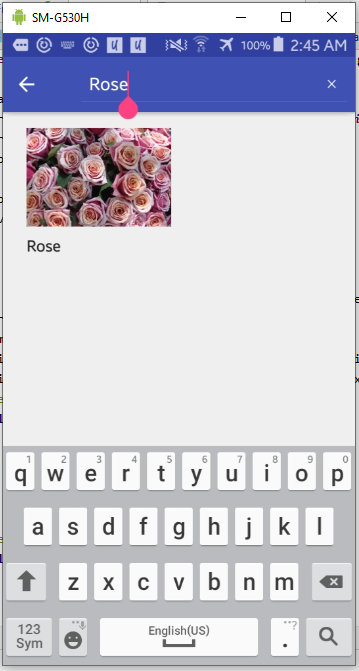 SM-G530H
100% 2:45 AM
Rose
Rose
1 2 3 4 5 6 7 8 9 0
q w e r t y u i o p
a s d f g h j k l
z x c v b n m
123 Sym English(US) . ?